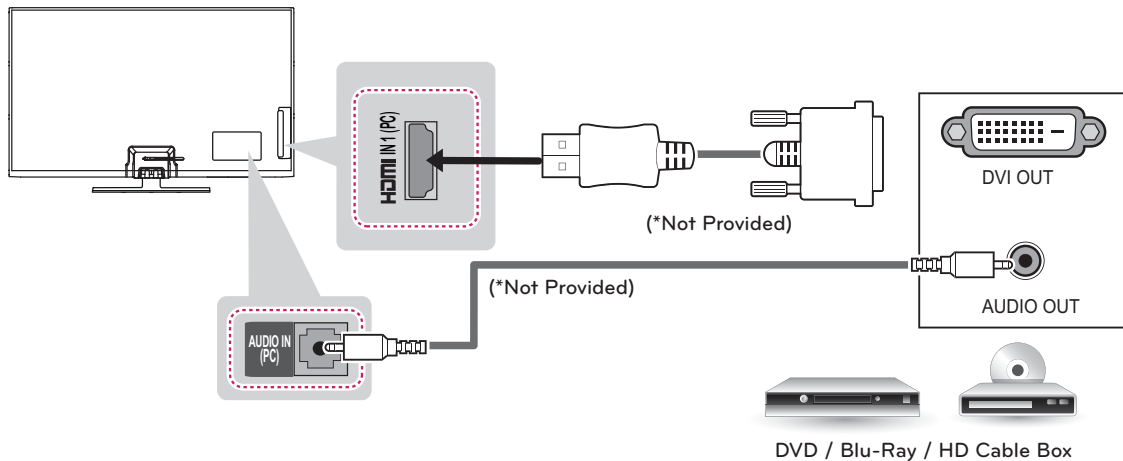 HDMI IN 1 (PC)
DVI OUT
(*Not Provided)
(*Not Provided)
AUDIO OUT
AUDIO IN
(PC)
DVD / Blu-Ray / HD Cable Box